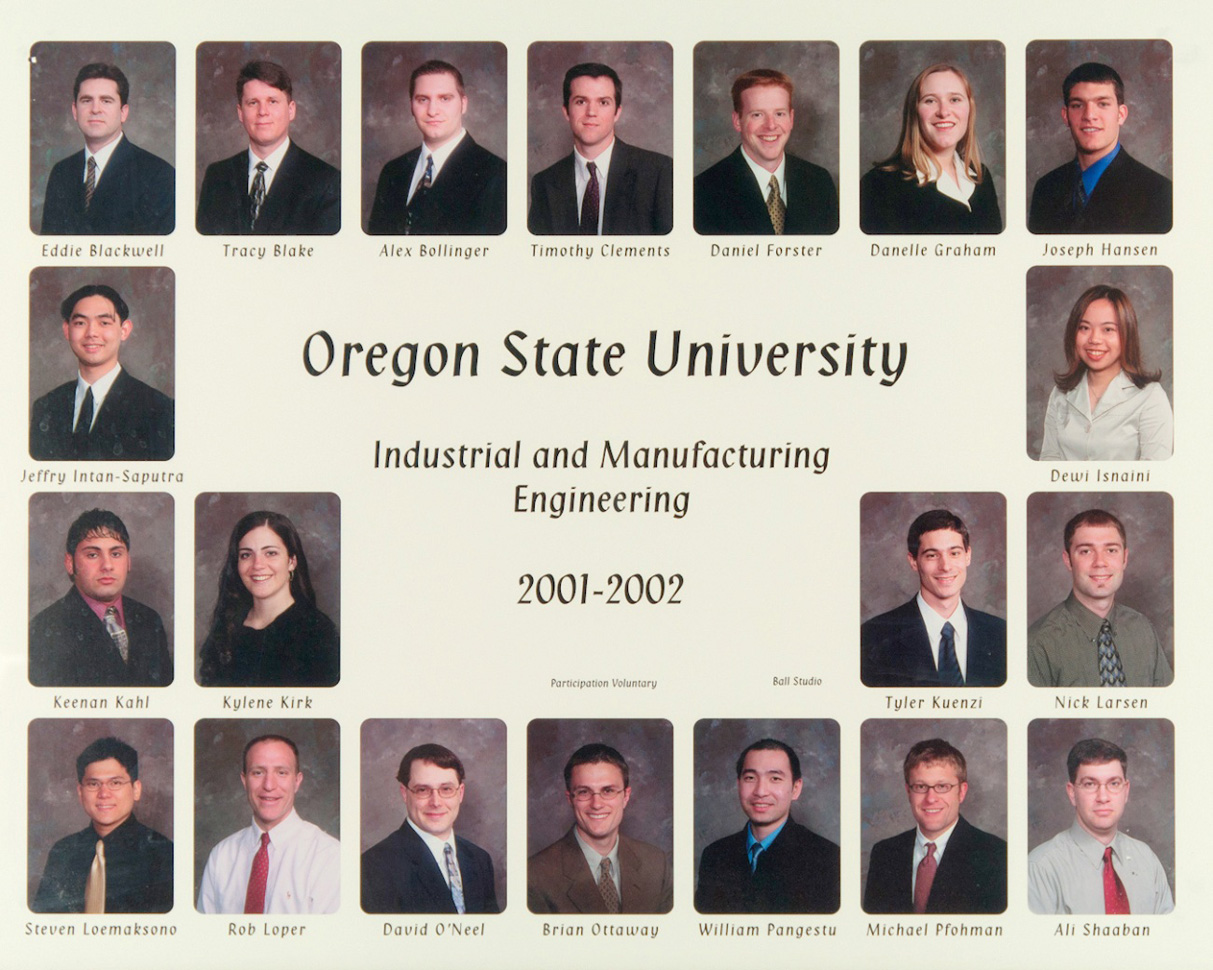 Eddie Blackwell
Tracy Blake
Alex Bollinger
Timothy Clements
Daniel Forster
Danelle Graham
Joseph Hansen
Oregon State University
Industrial and Manufacturing
Engineering
2001-2002
Jeffry Intan-Saputra
Dewi Isnaini
Participation Voluntary
Ball Studio
Keenan Kahl
Kylene Kirk
Tyler Kuenzi
Nick Larsen
Steven Loemaksono
Rob Loper
David O'Neel
Brian Ottaway
William Pangestu
Michael Pfohman
Ali Shaaban